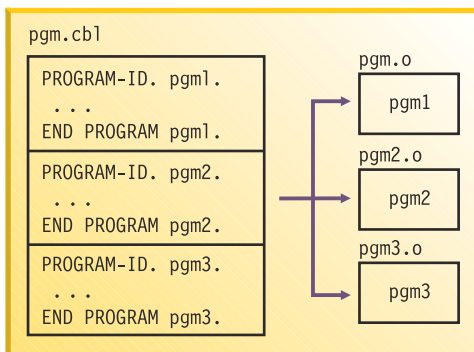 pgm.cbl
PROGRAM-ID. pgm1.
...
END PROGRAM pgm1.
PROGRAM-ID. pgm2.
...
END PROGRAM pgm2.
PROGRAM-ID. pgm3.
...
END PROGRAM pgm3.
pgm.o
pgm1
pgm2.o
pgm2
pgm3.o
pgm3